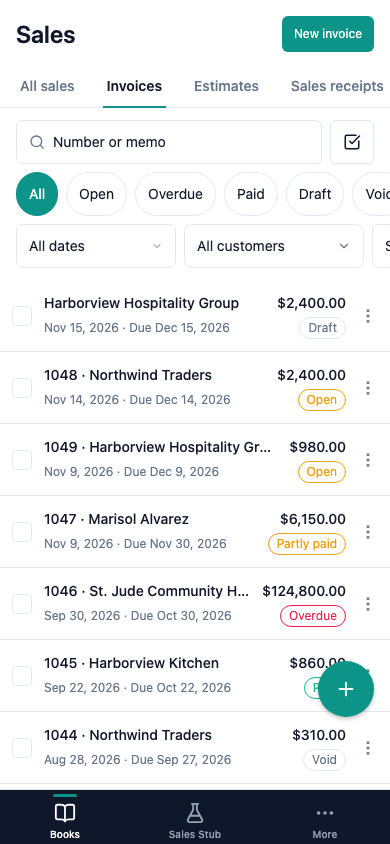 Sales
New invoice
All sales Invoices Estimates Sales receipts
Number or memo
All Open Overdue Paid Draft
All dates All customers
Harborview Hospitality Group $2,400.00
Nov 15, 2026 · Due Dec 15, 2026 Draft
1048 · Northwind Traders $2,400.00
Nov 14, 2026 · Due Dec 14, 2026 Open
1049 · Harborview Hospitality Gr... $980.00
Nov 9, 2026 · Due Dec 9, 2026 Open
1047 · Marisol Alvarez $6,150.00
Nov 9, 2026 · Due Nov 30, 2026 Partly paid
1046 · St. Jude Community H... $124,800.00
Sep 30, 2026 · Due Oct 30, 2026 Overdue
1045 · Harborview Kitchen $860.00
Sep 22, 2026 · Due Oct 22, 2026
1044 · Northwind Traders $310.00
Aug 28, 2026 · Due Sep 27, 2026 Void
Books Sales Stub More